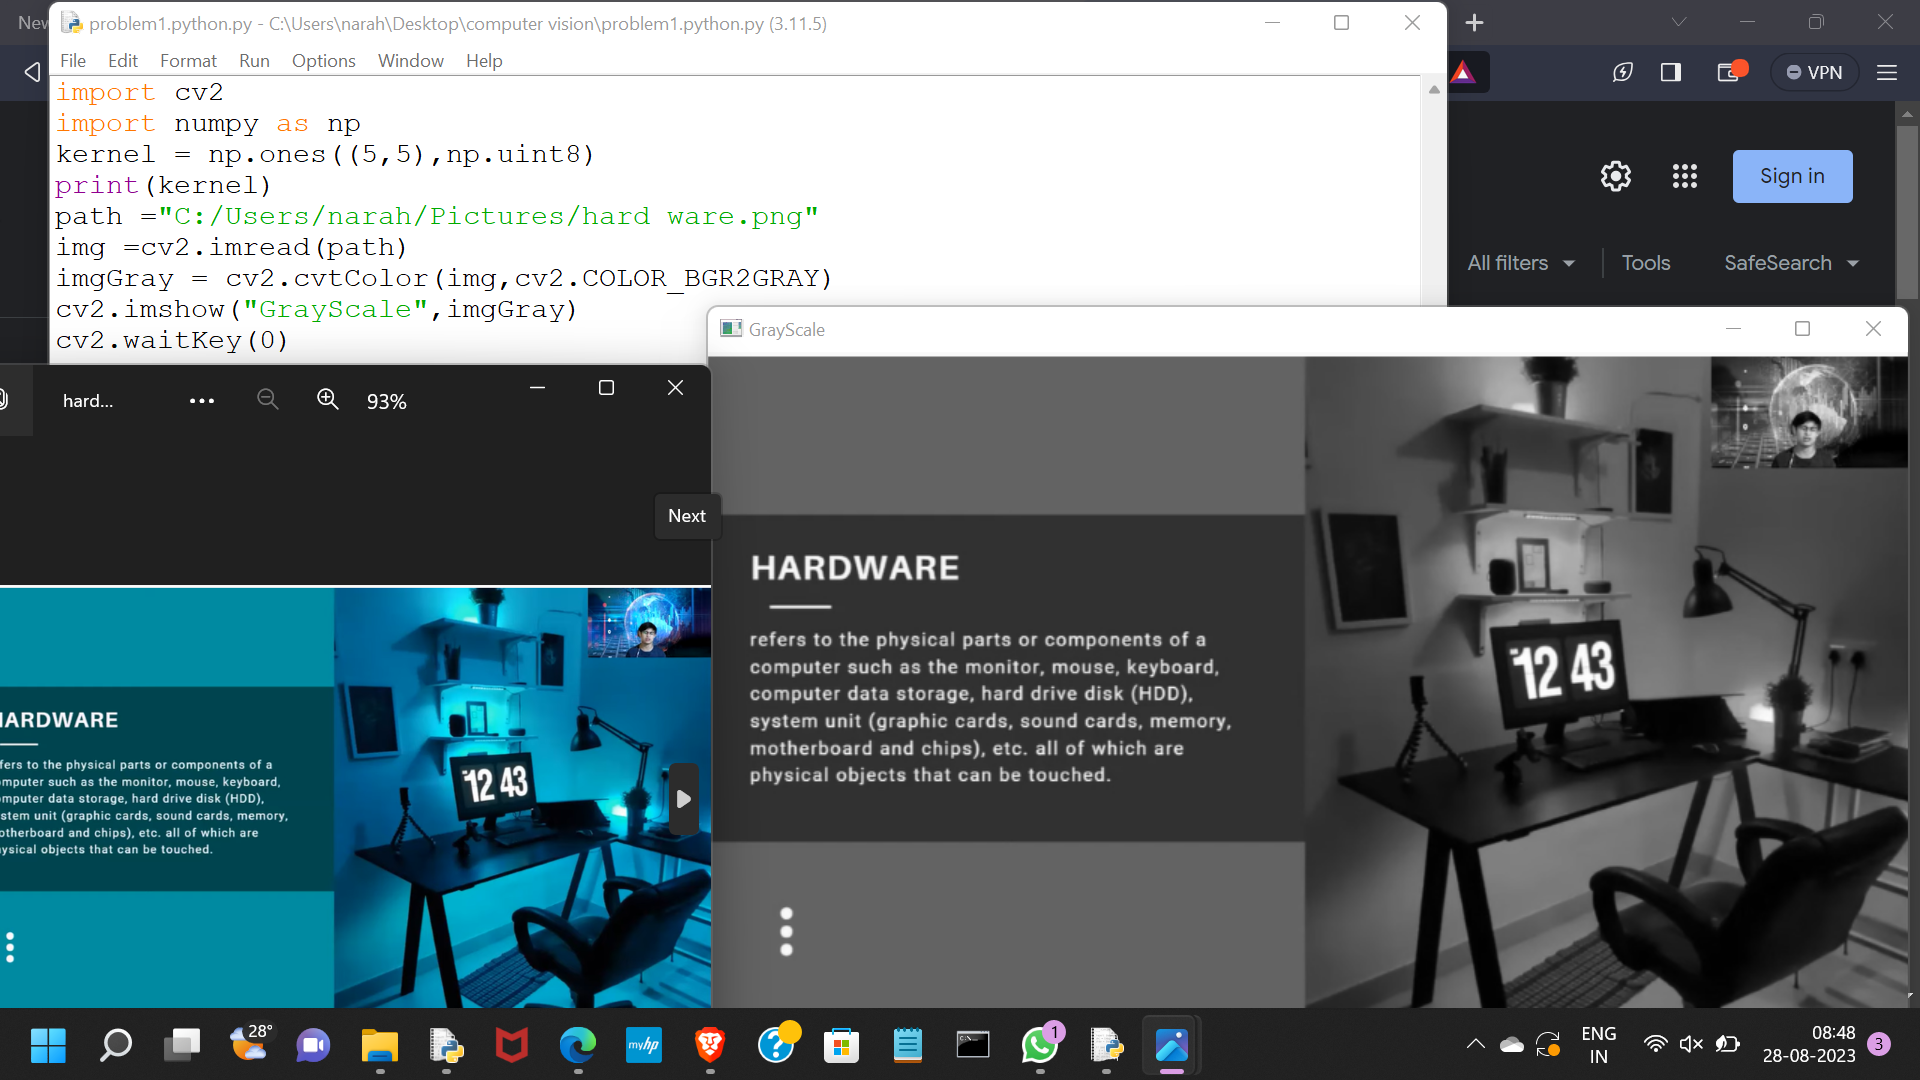 New
problem1.python.py - C:\Users\narah\Desktop\computer vision\problem1.python.py (3.11.5)
File Edit Format Run Options Window Help
VPN
import cv2
import numpy as np
kernel = np.ones((5,5),np.uint8)
print(kernel)
path ="C:/Users/narah/Pictures/hard ware.png"
img =cv2.imread(path)
imgGray = cv2.cvtColor(img,cv2.COLOR_BGR2GRAY)
cv2.imshow("GrayScale",imgGray)
cv2.waitKey(0)
Sign in
All filters Tools SafeSearch
GrayScale
hard... 93%
Next
HARDWARE
refers to the physical parts or components of a
computer such as the monitor, mouse, keyboard,
computer data storage, hard drive disk (HDD),
system unit (graphic cards, sound cards, memory,
motherboard and chips), etc. all of which are
physical objects that can be touched.
12 43
HARDWARE
fers to the physical parts or components of a
mputer such as the monitor, mouse, keyboard,
mputer data storage, hard drive disk (HDD),
stem unit (graphic cards, sound cards, memory,
otherboard and chips), etc. all of which are
ysical objects that can be touched.
12 43
28°
myhp
1
ENG
IN
08:48
28-08-2023
3